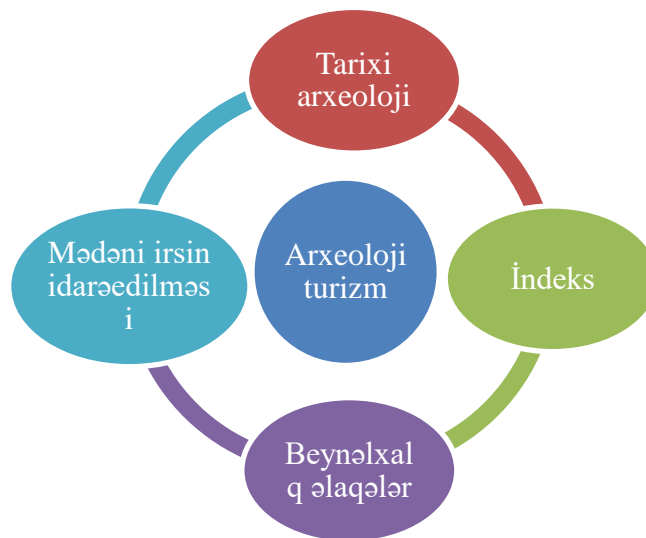 Tarixi
arxeoloji
Mədəni irsin
idarəedilməs
i
Arxeoloji
turizm
İndeks
Beynəlxal
q əlaqələr